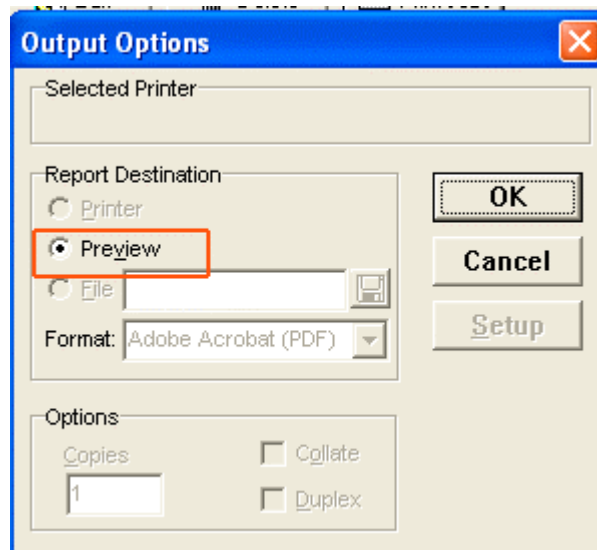 Output Options
Selected Printer
Report Destination
Printer
OK
Preview
Cancel
File
Format: Adobe Acrobat (PDF)
Setup
Options
Copies
Collate
1
Duplex